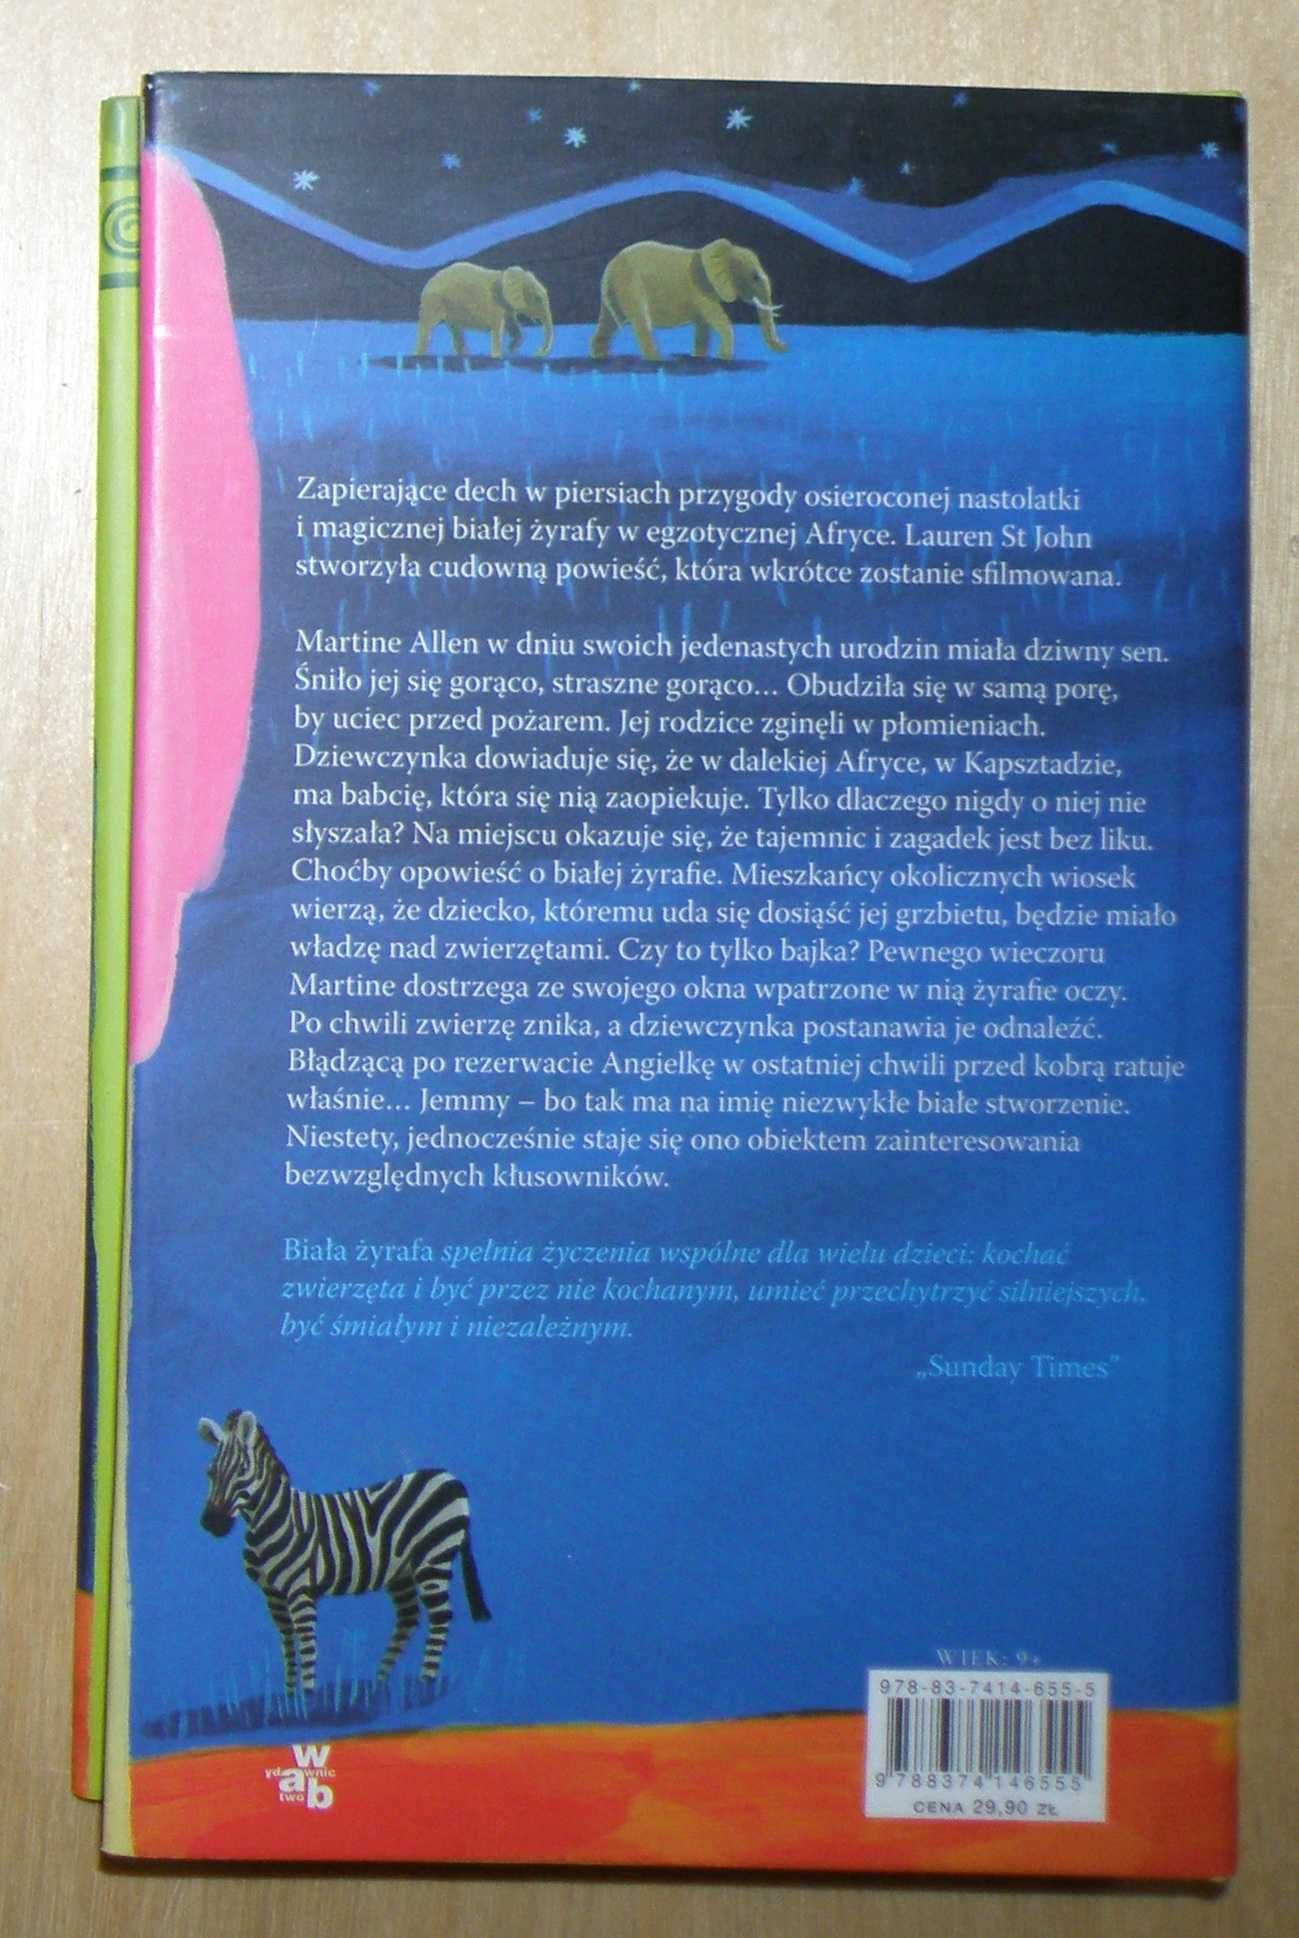 Zapierające dech w piersiach przygody osieroconej nastolatki
i magicznej białej żyrafy w egzotycznej Afryce. Lauren St John
stworzyła cudowną powieść, która wkrótce zostanie sfilmowana.
Martine Allen w dniu swoich jedenastych urodzin miała dziwny sen.
Śniło jej się gorąco, straszne gorąco... Obudziła się w samą porę,
by uciec przed pożarem. Jej rodzice zginęli w płomieniach.
Dziewczynka dowiaduje się, że w dalekiej Afryce, w Kapsztadzie,
ma babcię, która się nią zaopiekuje. Tylko dlaczego nigdy o niej nie
słyszała? Na miejscu okazuje się, że tajemnic i zagadek jest bez liku.
Choćby opowieść o białej żyrafie. Mieszkańcy okolicznych wiosek
wierzą, że dziecko, któremu uda się dosiąść jej grzbietu, będzie miało
władzę nad zwierzętami. Czy to tylko bajka? Pewnego wieczoru
Martine dostrzega ze swojego okna wpatrzone w nią żyrafie oczy.
Po chwili zwierzę znika, a dziewczynka postanawia je odnaleźć.
Błądzącą po rezerwacie Angielkę w ostatniej chwili przed kobrą ratuje
właśnie... Jemmy – bo tak ma na imię niezwykłe białe stworzenie.
Niestety, jednocześnie staje się ono obiektem zainteresowania
bezwzględnych kłusowników.
Biała żyrafa spełnia życzenia wspólne dla wielu dzieci: kochać
zwierzęta i być przez nie kochanym, umieć przechytrzyć silniejszych,
być śmiałym i niezależnym.
„Sunday Times”
WIEK: 9+
978-83-7414-655-5
9 788374 146555
CENA 29,90 ZŁ
w
ydawnic
two b